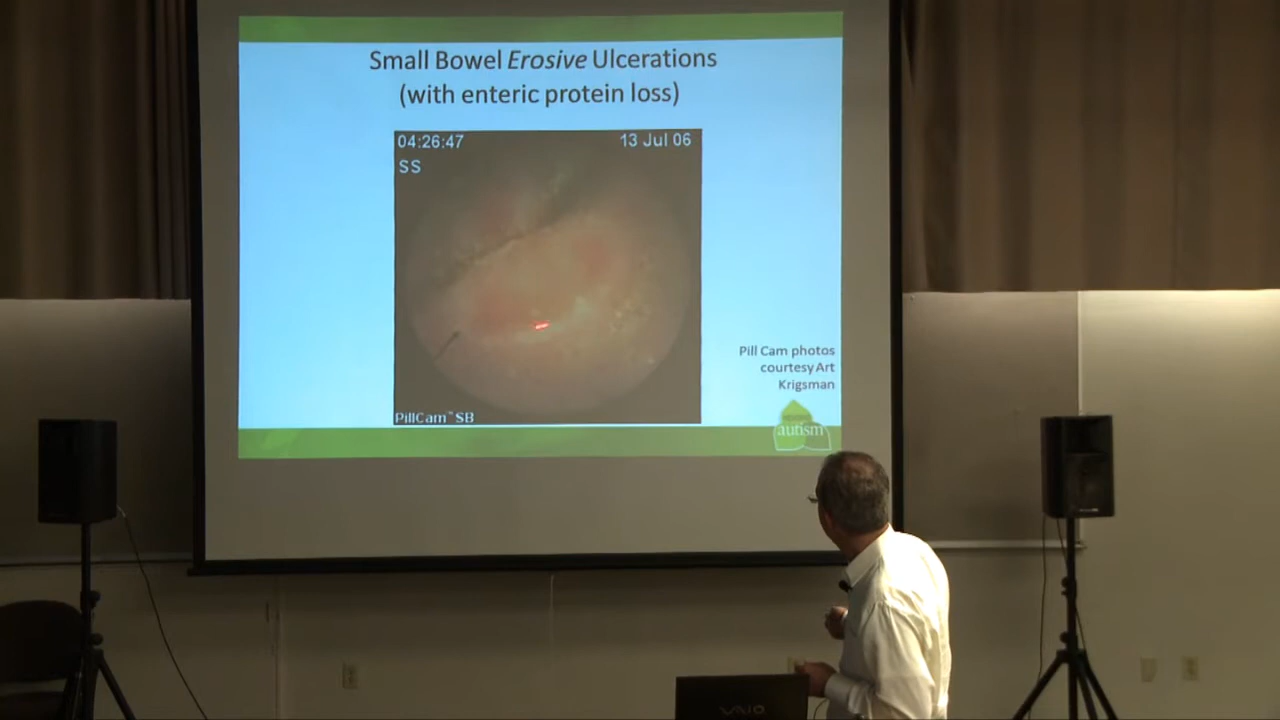 Small Bowel Erosive Ulcerations
(with enteric protein loss)
04:26:47 13 Jul 06
SS
PillCam™ SB
Pill Cam photos
courtesy Art
Krigsman
autism
VAIO